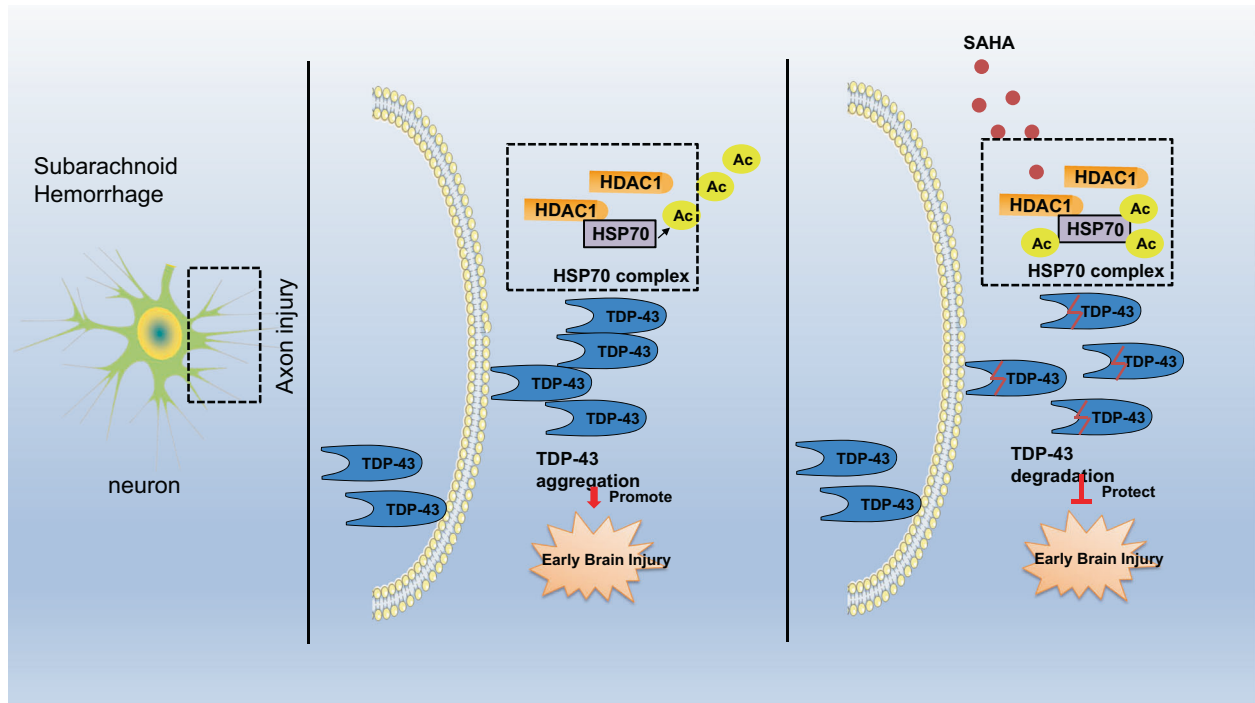 Subarachnoid
Hemorrhage
Axon injury
neuron
Ac
Ac
HDAC1
HDAC1
Ac
HSP70
HSP70 complex
TDP-43
TDP-43
TDP-43
TDP-43
TDP-43
TDP-43
TDP-43
aggregation
Promote
Early Brain Injury
SAHA
HDAC1
HDAC1
Ac
HSP70
Ac
Ac
HSP70 complex
TDP-43
TDP-43
TDP-43
TDP-43
TDP-43
TDP-43
TDP-43
degradation
Protect
Early Brain Injury